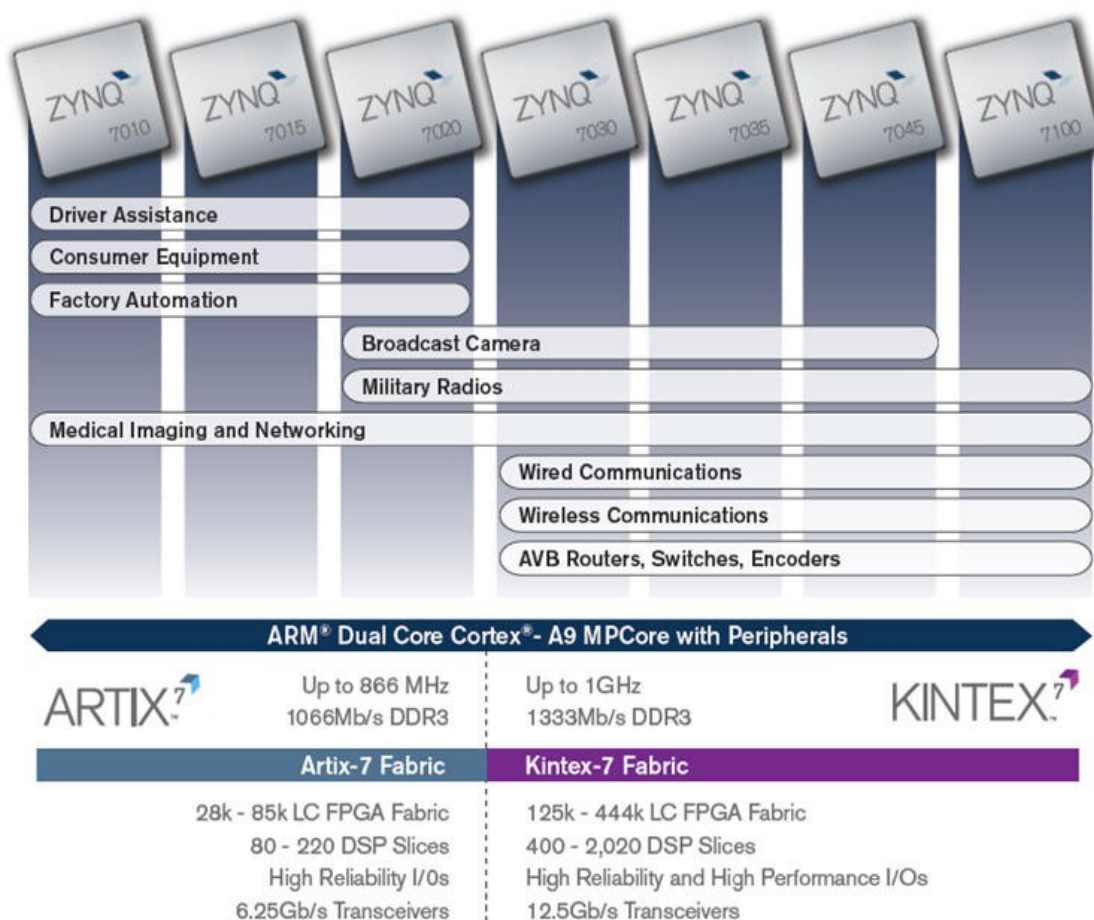 ZYNQ 7010
ZYNQ 7015
ZYNQ 7020
ZYNQ 7030
ZYNQ 7035
ZYNQ 7045
ZYNQ 7100
Driver Assistance
Consumer Equipment
Factory Automation
Broadcast Camera
Military Radios
Medical Imaging and Networking
Wired Communications
Wireless Communications
AVB Routers, Switches, Encoders
ARM® Dual Core Cortex®- A9 MPCore with Peripherals
ARTIX™7
Up to 866 MHz
1066Mb/s DDR3
Up to 1GHz
1333Mb/s DDR3
KINTEX™7
Artix-7 Fabric
Kintex-7 Fabric
28k - 85k LC FPGA Fabric
80 - 220 DSP Slices
High Reliability I/0s
6.25Gb/s Transceivers
125k - 444k LC FPGA Fabric
400 - 2,020 DSP Slices
High Reliability and High Performance I/Os
12.5Gb/s Transceivers